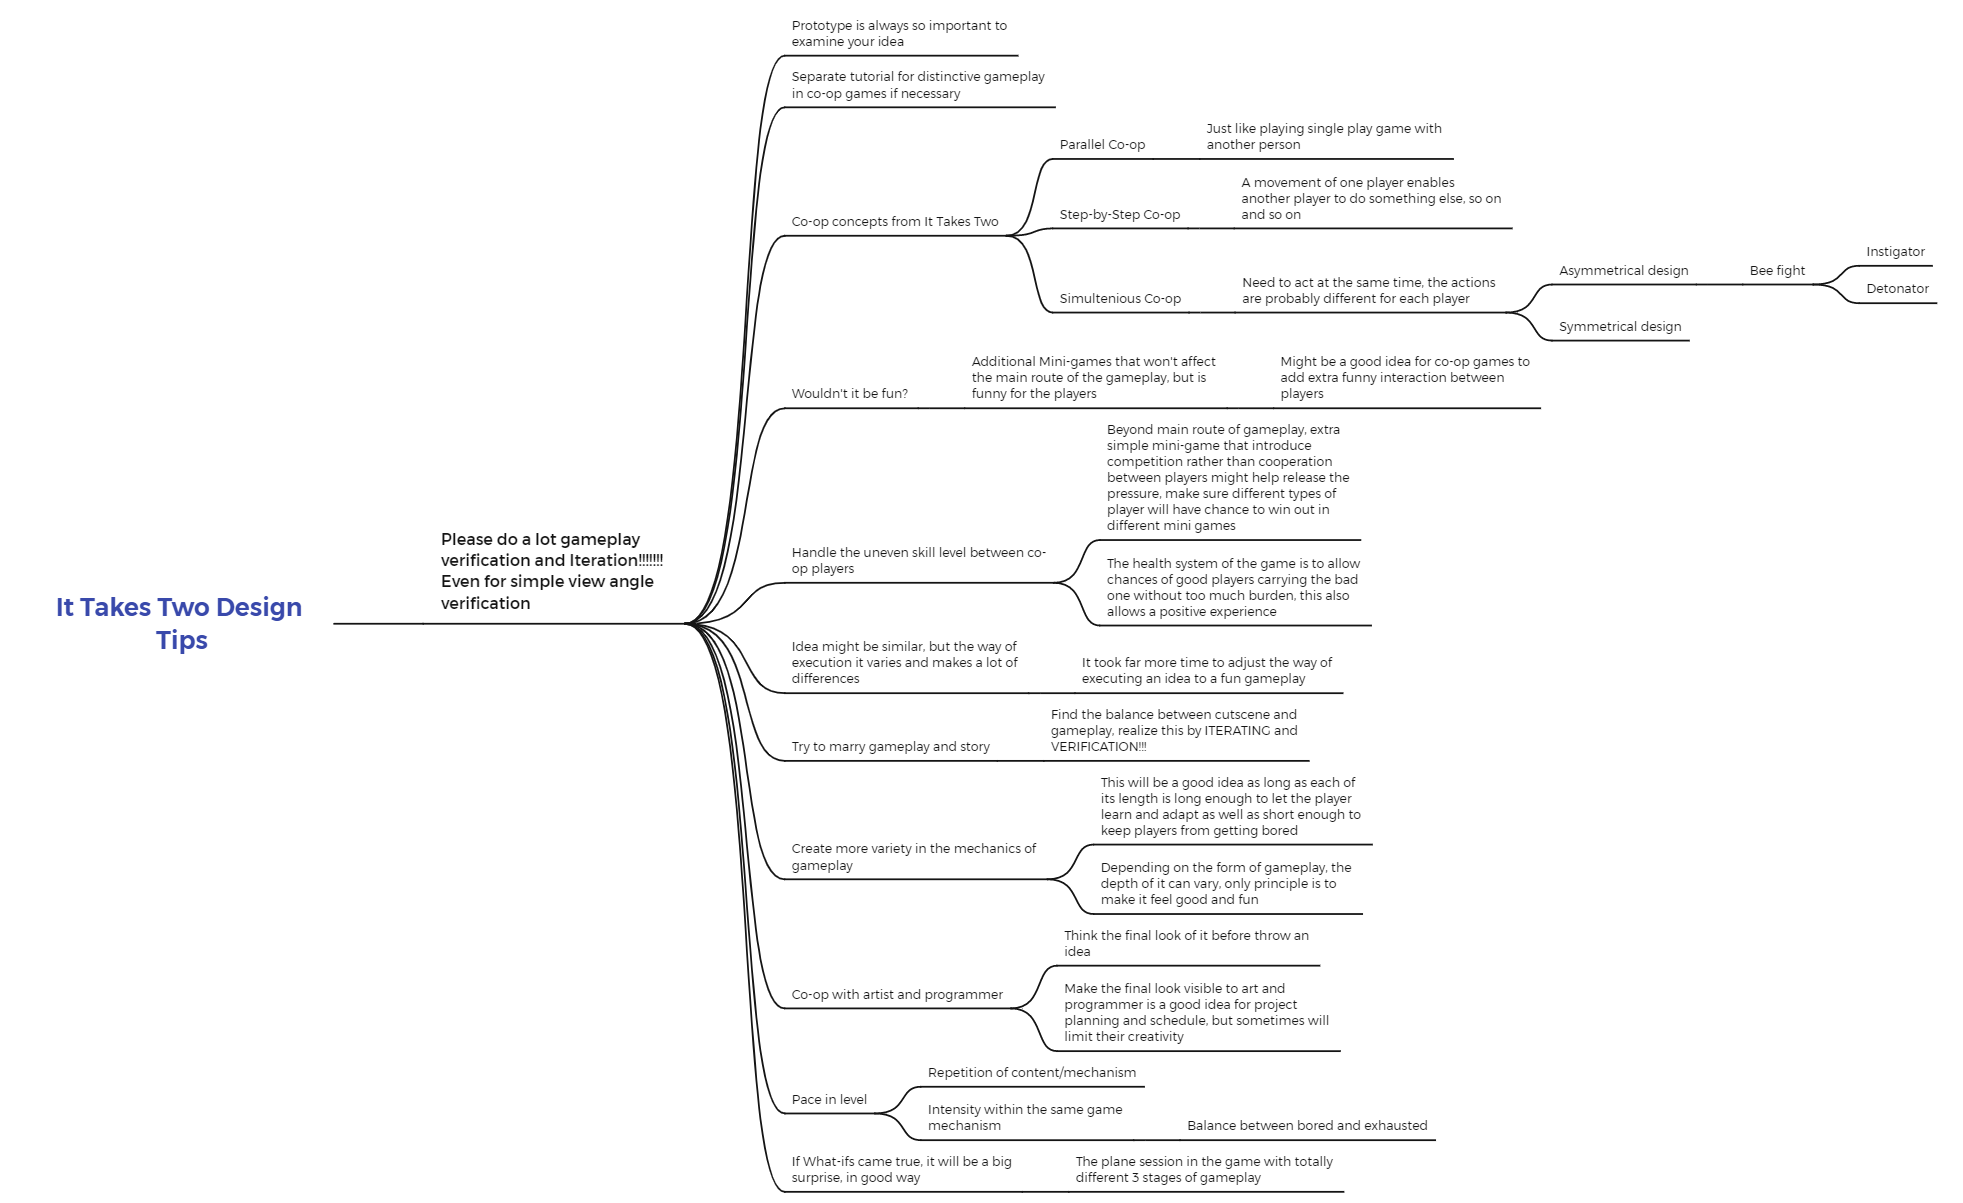 It Takes Two Design
Tips
Please do a lot gameplay
verification and Iteration!!!!!!!
Even for simple view angle
verification
Prototype is always so important to
examine your idea
Separate tutorial for distinctive gameplay
in co-op games if necessary
Co-op concepts from It Takes Two
Parallel Co-op
Just like playing single play game with
another person
Step-by-Step Co-op
A movement of one player enables
another player to do something else, so on
and so on
Simultenious Co-op
Need to act at the same time, the actions
are probably different for each player
Asymmetrical design
Bee fight
Instigator
Detonator
Symmetrical design
Wouldn't it be fun?
Additional Mini-games that won't affect
the main route of the gameplay, but is
funny for the players
Might be a good idea for co-op games to
add extra funny interaction between
players
Handle the uneven skill level between co-
op players
Beyond main route of gameplay, extra
simple mini-game that introduce
competition rather than cooperation
between players might help release the
pressure, make sure different types of
player will have chance to win out in
different mini games
The health system of the game is to allow
chances of good players carrying the bad
one without too much burden, this also
allows a positive experience
Idea might be similar, but the way of
execution it varies and makes a lot of
differences
It took far more time to adjust the way of
executing an idea to a fun gameplay
Try to marry gameplay and story
Find the balance between cutscene and
gameplay, realize this by ITERATING and
VERIFICATION!!!
Create more variety in the mechanics of
gameplay
This will be a good idea as long as each of
its length is long enough to let the player
learn and adapt as well as short enough to
keep players from getting bored
Depending on the form of gameplay, the
depth of it can vary, only principle is to
make it feel good and fun
Co-op with artist and programmer
Think the final look of it before throw an
idea
Make the final look visible to art and
programmer is a good idea for project
planning and schedule, but sometimes will
limit their creativity
Pace in level
Repetition of content/mechanism
Intensity within the same game
mechanism
Balance between bored and exhausted
If What-ifs came true, it will be a big
surprise, in good way
The plane session in the game with totally
different 3 stages of gameplay